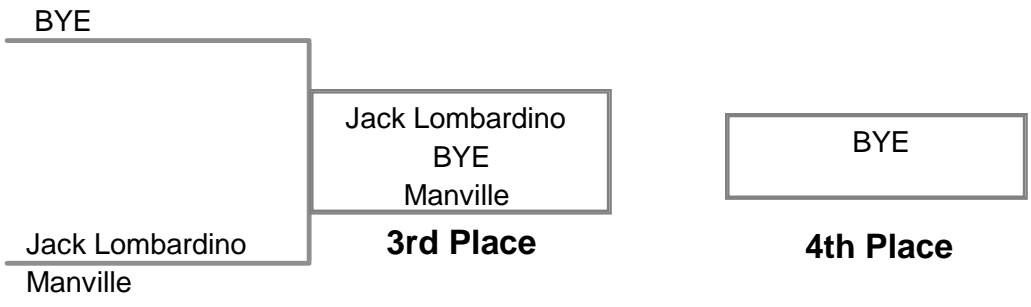 BYE
Jack Lombardino
BYE
Manville
BYE
3rd Place
4th Place
Jack Lombardino
Manville